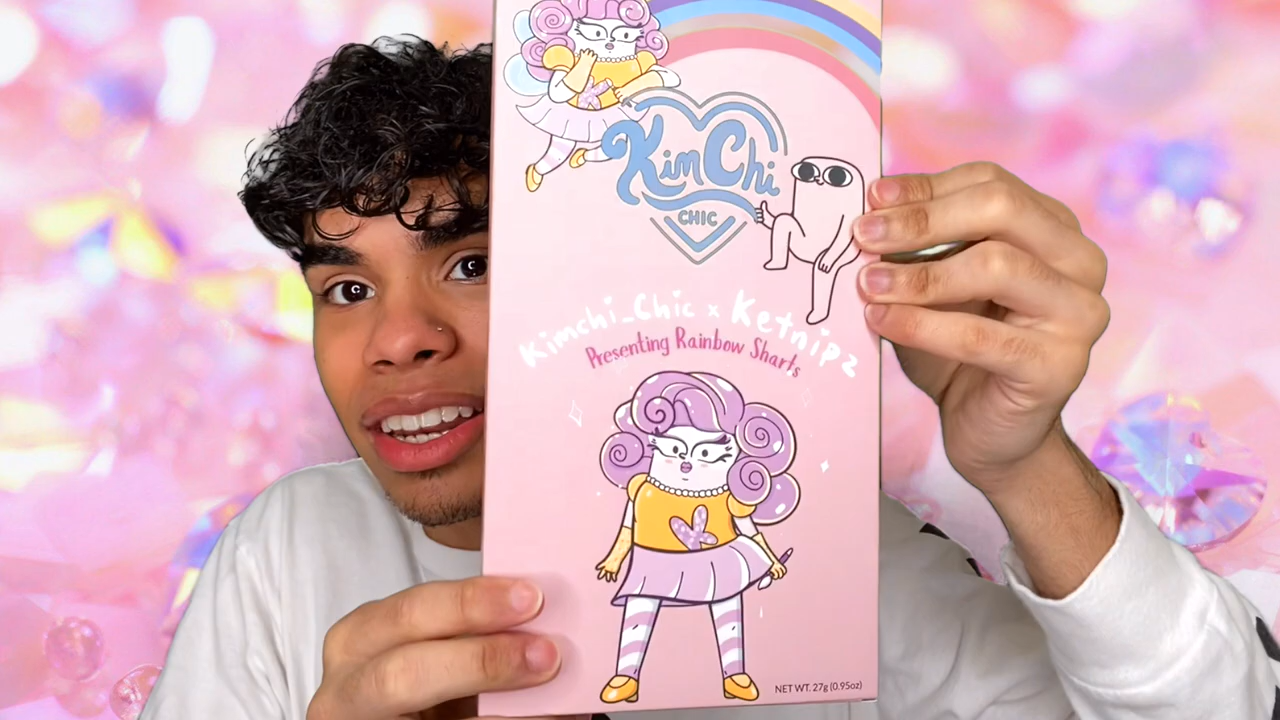 KimChi
CHIC
Kimchi_Chic x Ketnipz
Presenting Rainbow Sharts
NET WT. 27g (0.95oz)